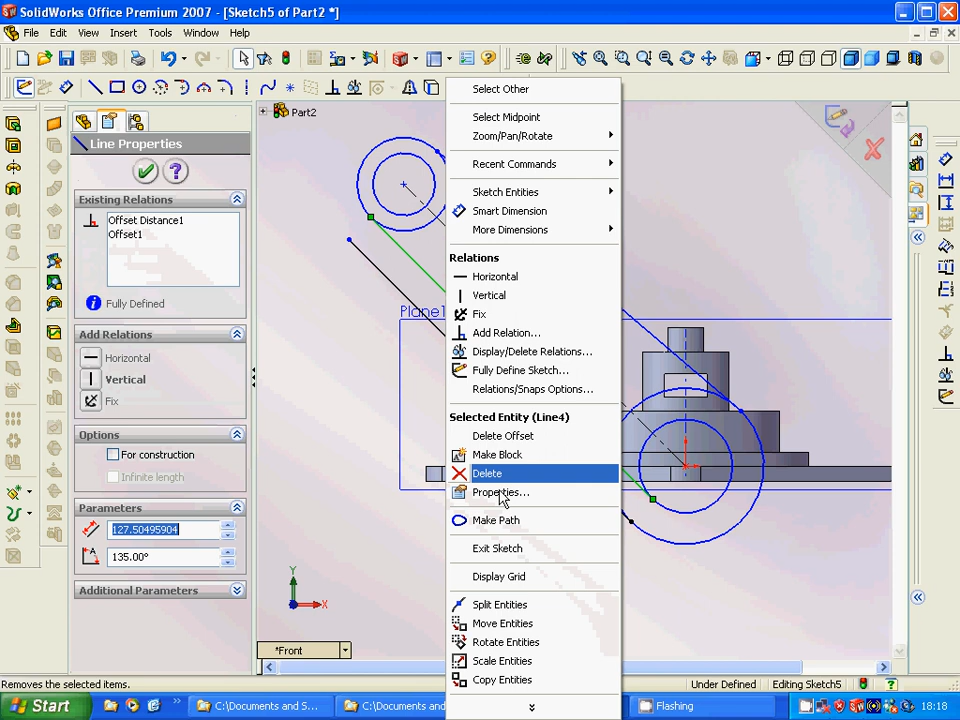 SolidWorks Office Premium 2007 - [Sketch5 of Part2 *]
File Edit View Insert Tools Window Help
Part2
Line Properties
Existing Relations
Offset Distance1
Offset1
Fully Defined
Add Relations
Horizontal
Vertical
Fix
Options
For construction
Infinite length
Parameters
127.50495904
135.00°
Additional Parameters
Plane1
Y
X
*Front
Select Other
Select Midpoint
Zoom/Pan/Rotate
Recent Commands
Sketch Entities
Smart Dimension
More Dimensions
Relations
Horizontal
Vertical
Fix
Add Relation...
Display/Delete Relations...
Fully Define Sketch...
Relations/Snaps Options...
Selected Entity (Line4)
Delete Offset
Make Block
Delete
Properties...
Make Path
Exit Sketch
Display Grid
Split Entities
Move Entities
Rotate Entities
Scale Entities
Copy Entities
Removes the selected items.
Under Defined
Editing Sketch5
Start
C:\Documents and S...
C:\Documents and
Flashing
18:18